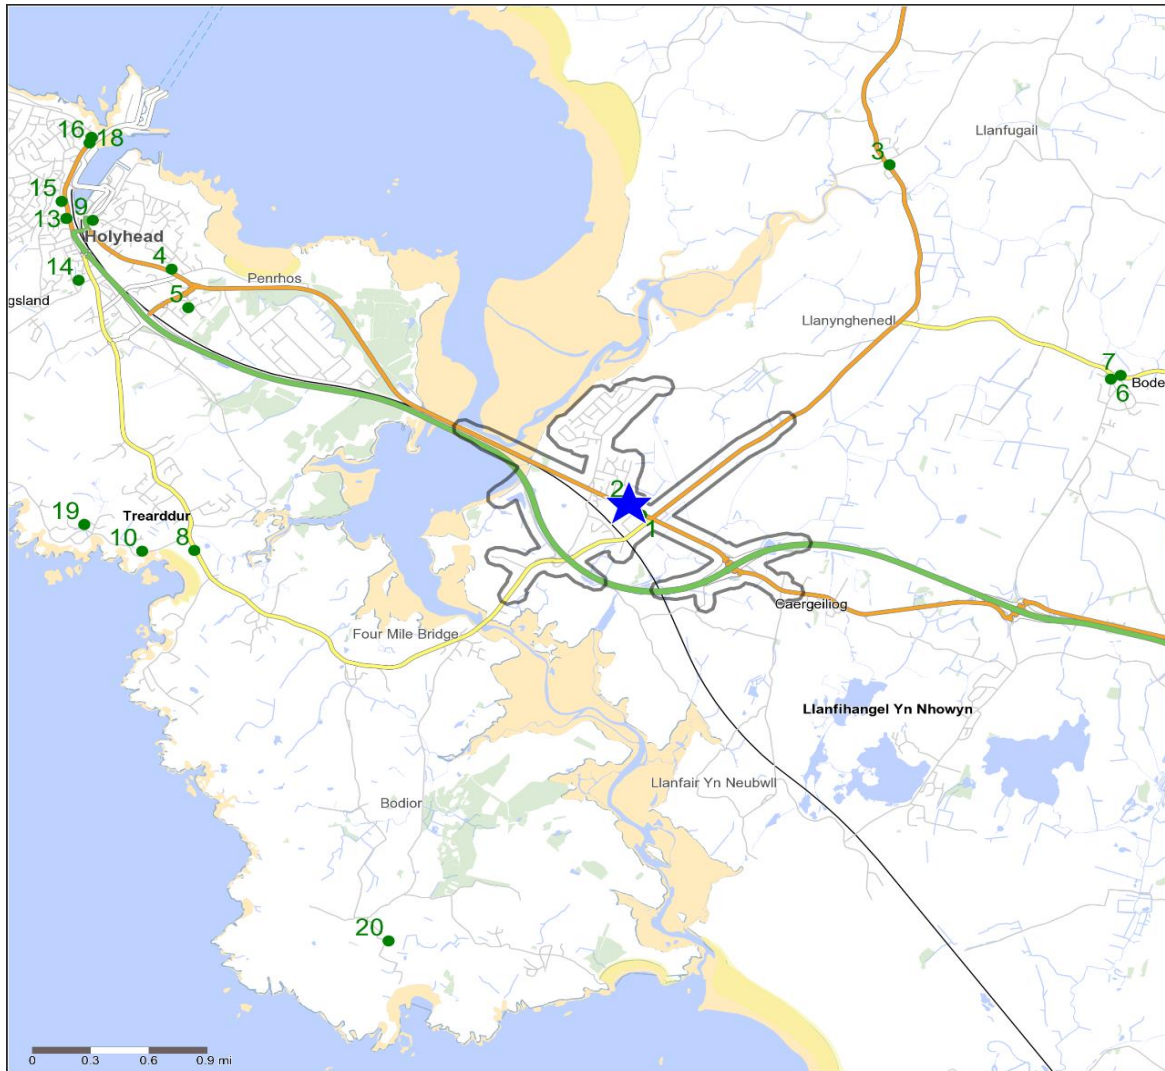 16
18
Llanfugail
3
15
13
9
Holyhead
4
14
Penrhos
5
gsland
Llanynghenedl
7
6
Bode
2
1
19
Trearddur
10
8
Caergeiliog
Four Mile Bridge
Llanfihangel Yn Nhowyn
Llanfair Yn Neubwll
Bodior
20
0 0.3 0.6 0.9 mi